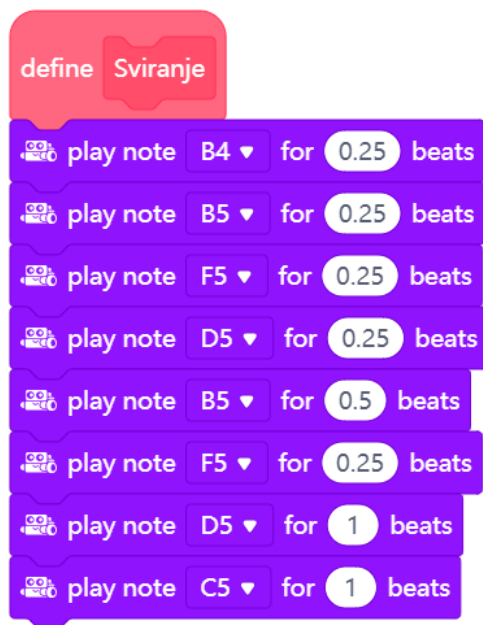 define Sviranje
play note B4 for 0.25 beats
play note B5 for 0.25 beats
play note F5 for 0.25 beats
play note D5 for 0.25 beats
play note B5 for 0.5 beats
play note F5 for 0.25 beats
play note D5 for 1 beats
play note C5 for 1 beats